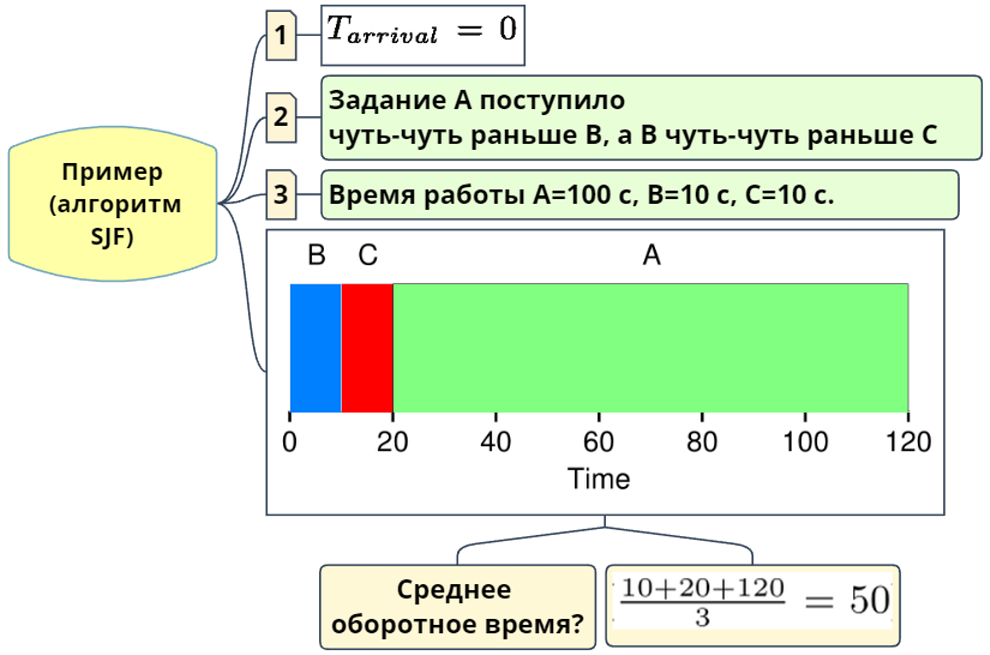 Пример
(алгоритм
SJF)
1
T_arrival = 0
2
Задание A поступило
чуть-чуть раньше B, а B чуть-чуть раньше C
3
Время работы A=100 с, B=10 с, C=10 с.
B C A
0 20 40 60 80 100 120
Time
Среднее
оборотное время?
10+20+120
3
= 50